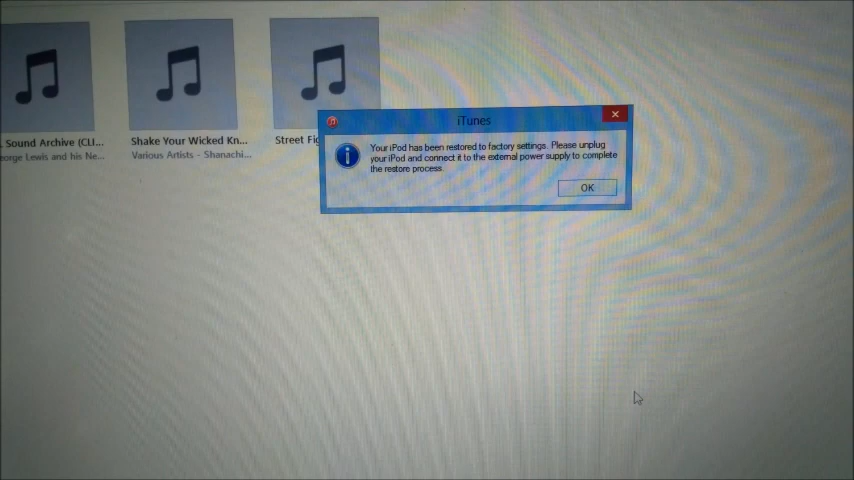 iTunes
Your iPod has been restored to factory settings. Please unplug
your iPod and connect it to the external power supply to complete
the restore process.
OK
. Sound Archive (CLI...
eorge Lewis and his Ne...
Shake Your Wicked Kn...
Various Artists - Shanachi...
Street Fig